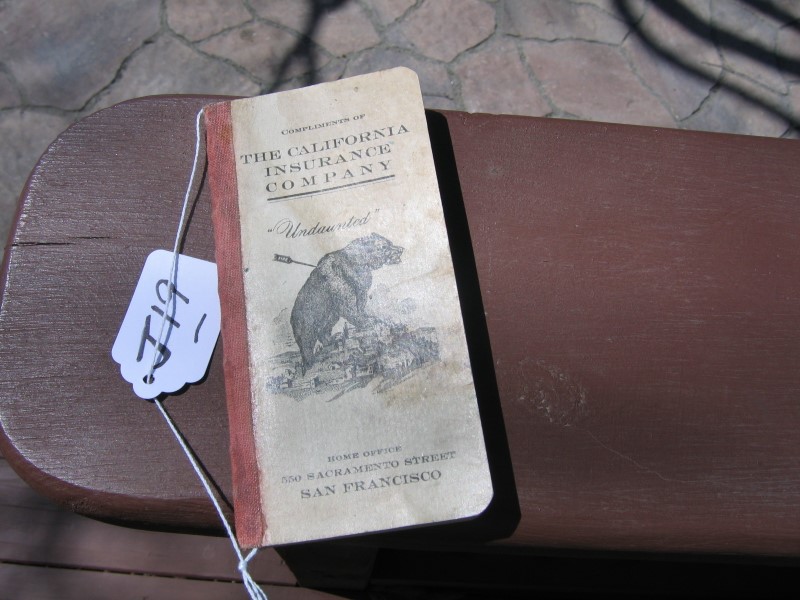 COMPLIMENTS OF
THE CALIFORNIA
INSURANCE
COMPANY
"Undaunted"
HOME OFFICE
550 SACRAMENTO STREET
SAN FRANCISCO
J19